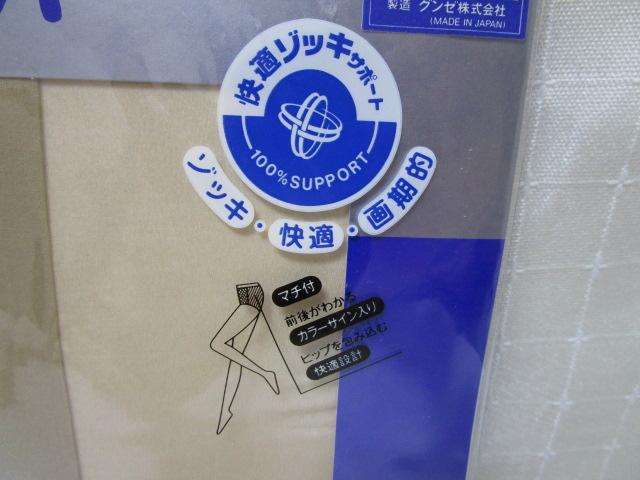 製造 グンゼ株式会社
(MADE IN JAPAN)
快適ゾッキサポート
100% SUPPORT
ゾッキ・快適・画期的
マチ付
前後がわかる
カラーサイン入り
ヒップを包み込む
快適設計